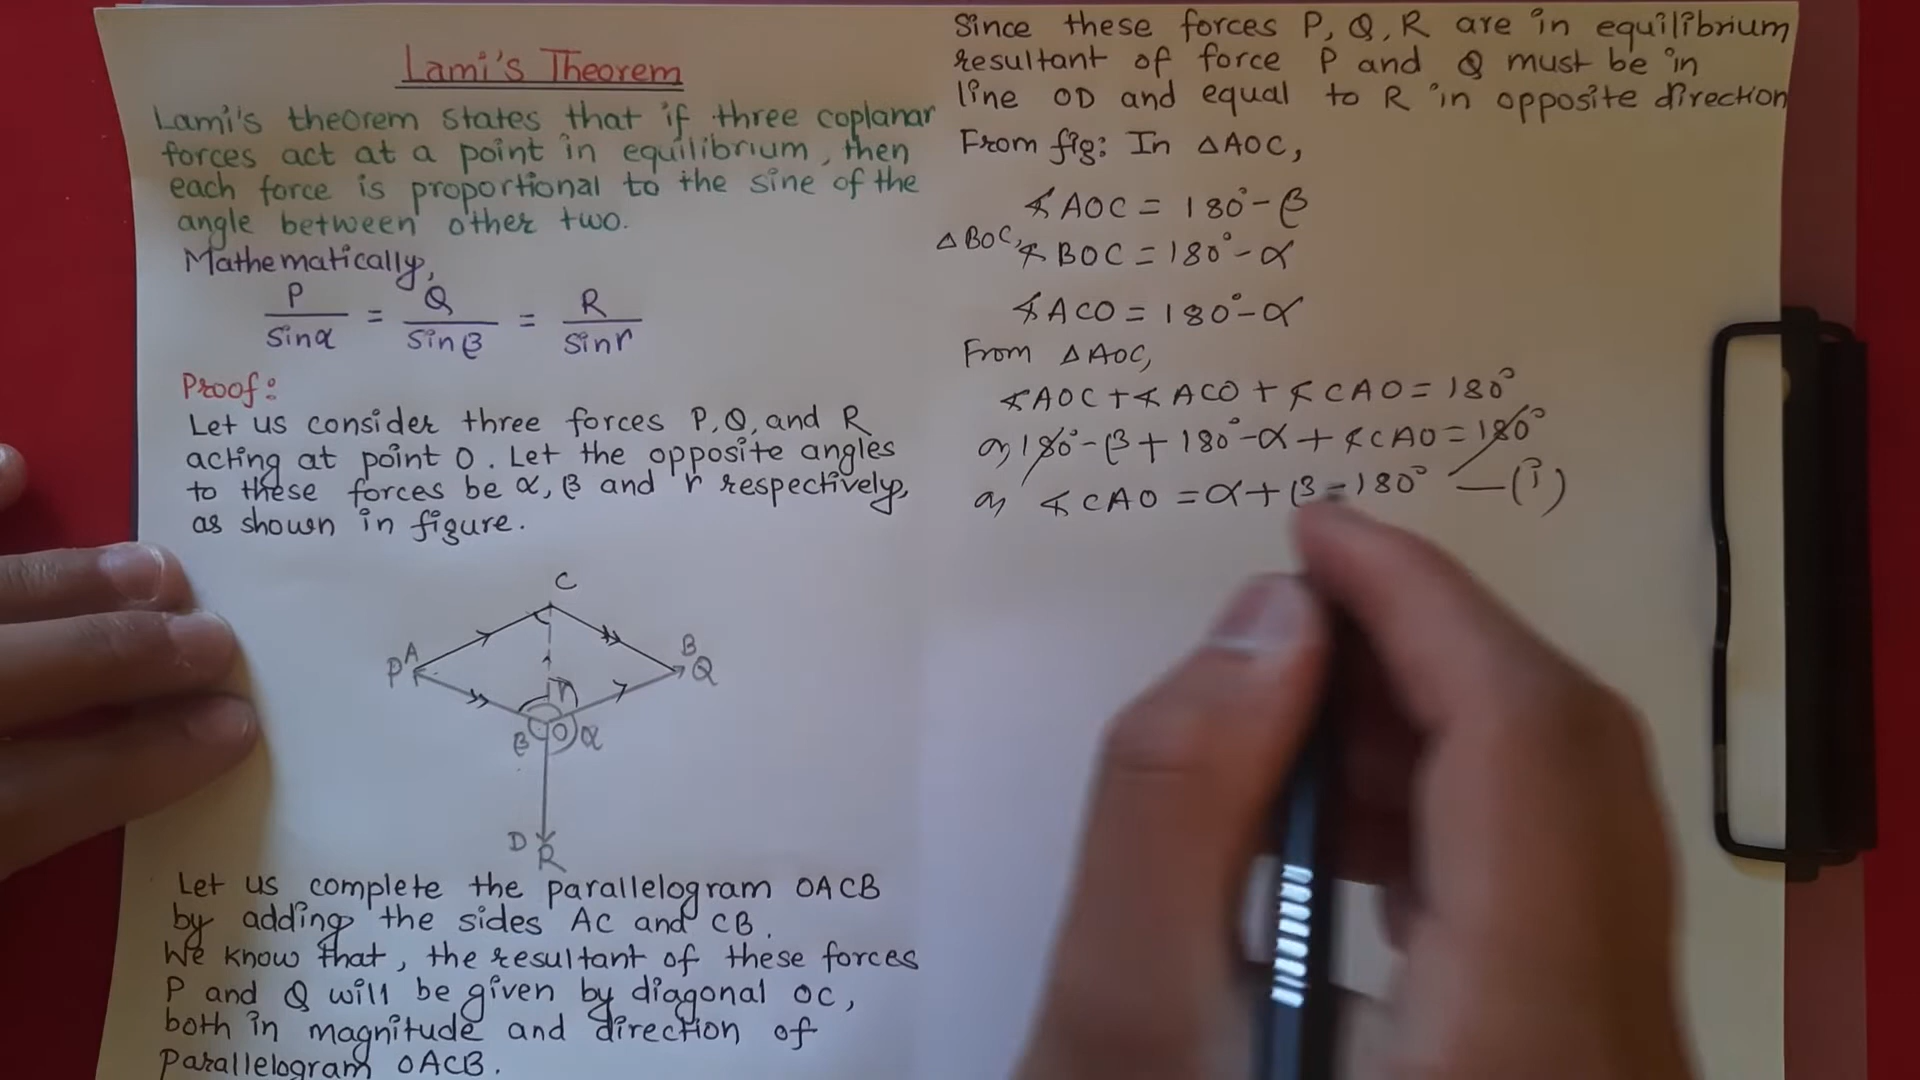 Lami's Theorem
Lami's theorem states that if three coplanar
forces act at a point in equilibrium, then
each force is proportional to the sine of the
angle between other two.
Mathematically,
P/sinα = Q/sinβ = R/sinr
Proof:
Let us consider three forces P, Q, and R
acting at point O. Let the opposite angles
to these forces be α, β and r respectively,
as shown in figure.
C
P A
B Q
r
β O α
D R
Let us complete the parallelogram OACB
by adding the sides AC and CB.
We know that, the resultant of these forces
P and Q will be given by diagonal OC,
both in magnitude and direction of
parallelogram OACB.
Since these forces P, Q, R are in equilibrium
resultant of force P and Q must be in
line OD and equal to R in opposite direction
From fig: In △AOC,
∡AOC = 180° - β
△BOC, ∡BOC = 180° - α
∡ACO = 180° - α
From △AOC,
∡AOC + ∡ACO + ∡CAO = 180°
or 180° - β + 180° - α + ∡CAO = 180°
or ∡CAO = α + β - 180° — (i)